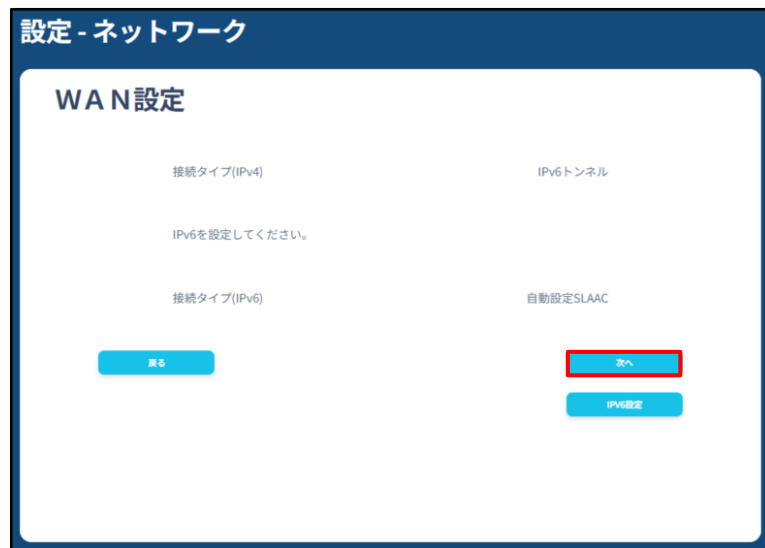 設定 - ネットワーク
ＷＡＮ設定
接続タイプ(IPv4) IPv6トンネル
IPv6を設定してください。
接続タイプ(IPv6) 自動設定SLAAC
戻る 次へ
IPV6設定